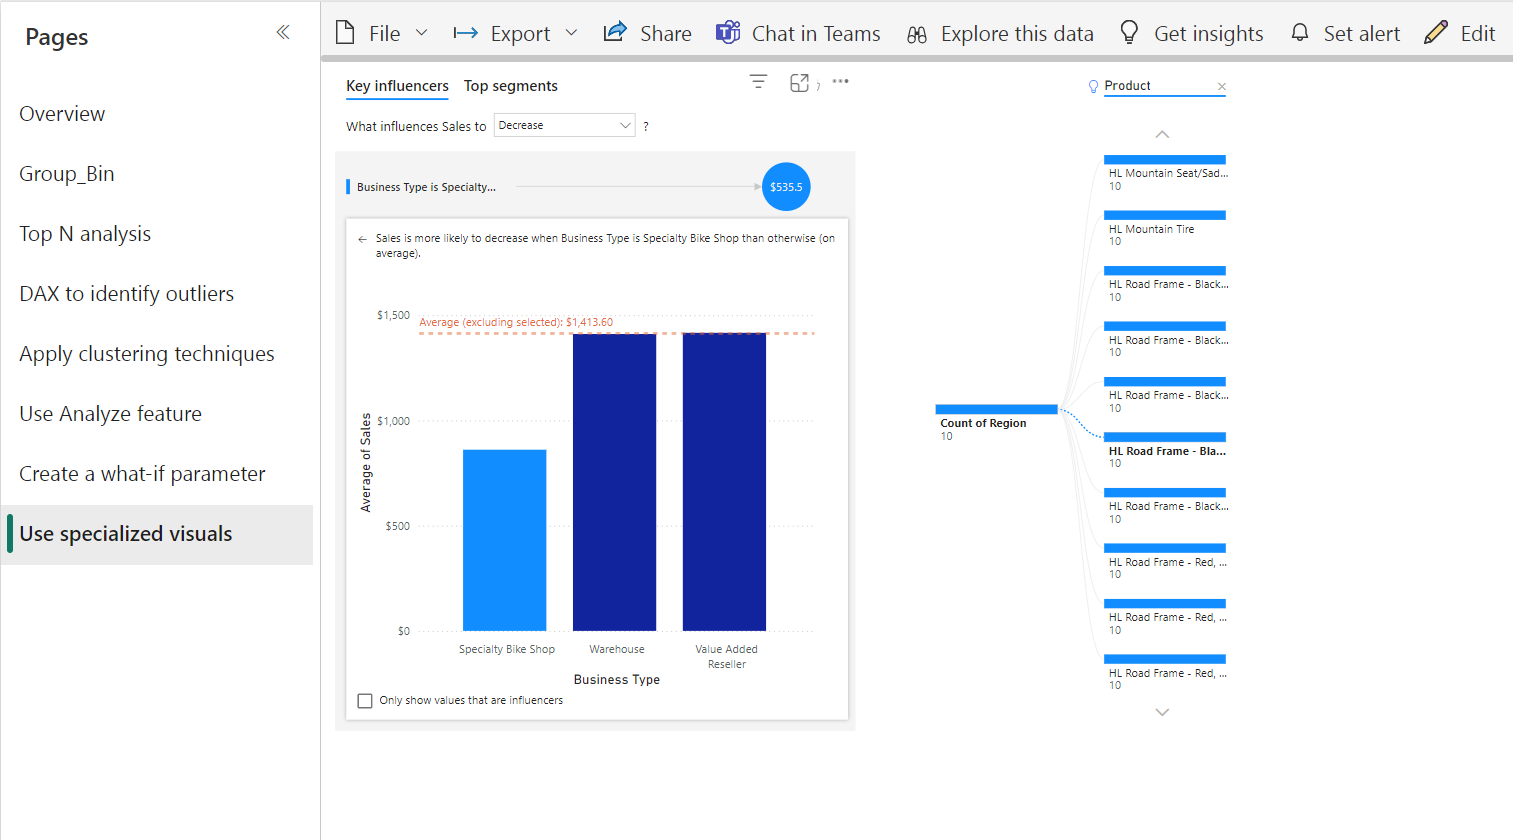 Pages
Overview
Group_Bin
Top N analysis
DAX to identify outliers
Apply clustering techniques
Use Analyze feature
Create a what-if parameter
Use specialized visuals
File Export Share Chat in Teams Explore this data Get insights Set alert Edit
Key influencers Top segments
What influences Sales to Decrease ?
Business Type is Specialty... $535.5
Sales is more likely to decrease when Business Type is Specialty Bike Shop than otherwise (on
average).
$1,500
Average (excluding selected): $1,413.60
$1,000
$500
$0
Average of Sales
Specialty Bike Shop Warehouse Value Added
Reseller
Business Type
Only show values that are influencers
Count of Region
10
Product
HL Mountain Seat/Sad...
10
HL Mountain Tire
10
HL Road Frame - Black...
10
HL Road Frame - Black...
10
HL Road Frame - Black...
10
HL Road Frame - Bla...
10
HL Road Frame - Black...
10
HL Road Frame - Red, ...
10
HL Road Frame - Red, ...
10
HL Road Frame - Red, ...
10